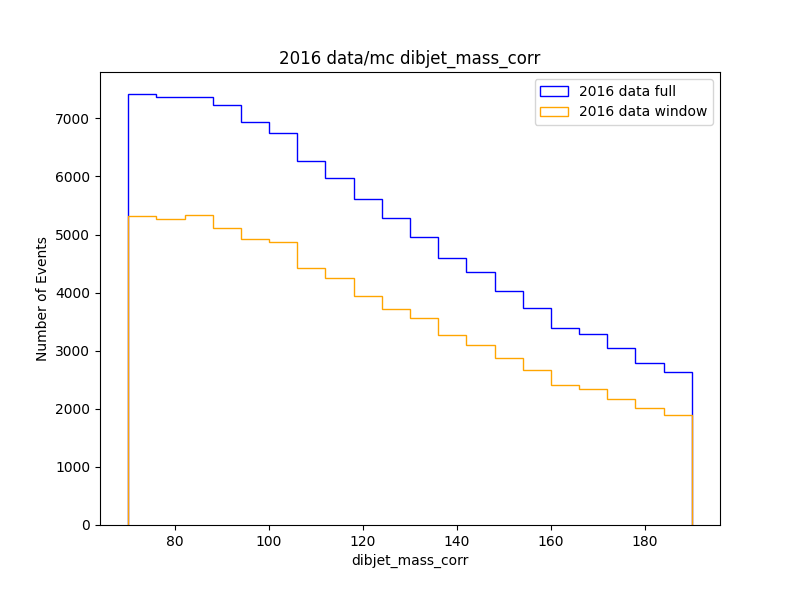 2016 data/mc dibjet_mass_corr
2016 data full
2016 data window
Number of Events
7000
6000
5000
4000
3000
2000
1000
0
80 100 120 140 160 180
dibjet_mass_corr